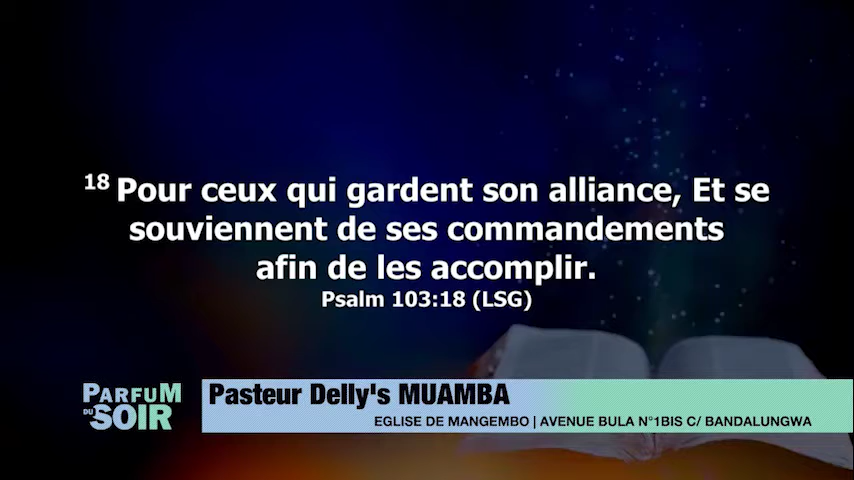 18 Pour ceux qui gardent son alliance, Et se
souviennent de ses commandements
afin de les accomplir.
Psalm 103:18 (LSG)
PARFUM
DU SOIR
Pasteur Delly's MUAMBA
EGLISE DE MANGEMBO | AVENUE BULA N°1BIS C/ BANDALUNGWA